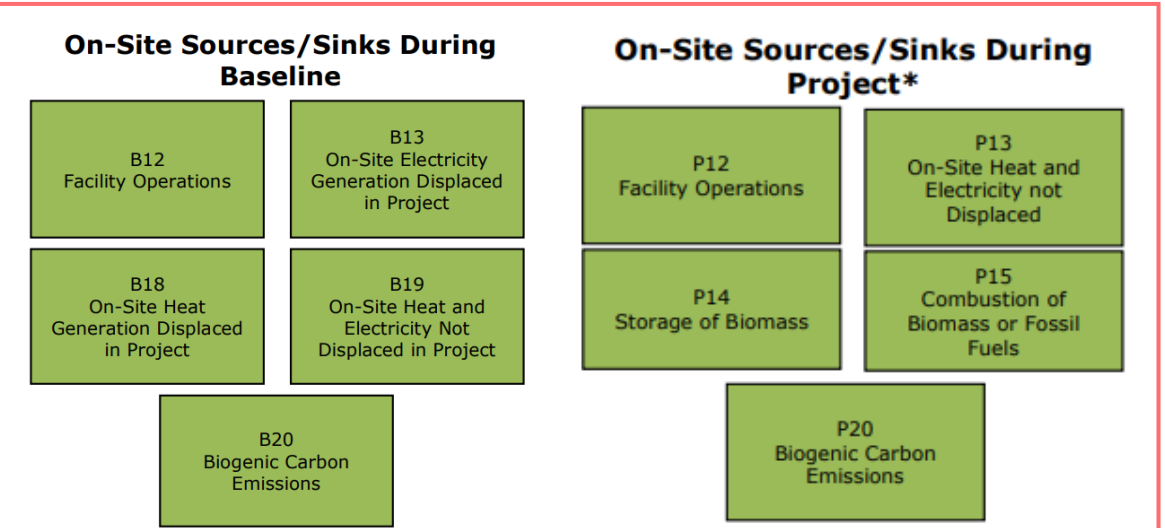 On-Site Sources/Sinks During
Baseline
B12
Facility Operations
B13
On-Site Electricity
Generation Displaced
in Project
B18
On-Site Heat
Generation Displaced
in Project
B19
On-Site Heat and
Electricity Not
Displaced in Project
B20
Biogenic Carbon
Emissions
On-Site Sources/Sinks During
Project*
P12
Facility Operations
P13
On-Site Heat and
Electricity not
Displaced
P14
Storage of Biomass
P15
Combustion of
Biomass or Fossil
Fuels
P20
Biogenic Carbon
Emissions